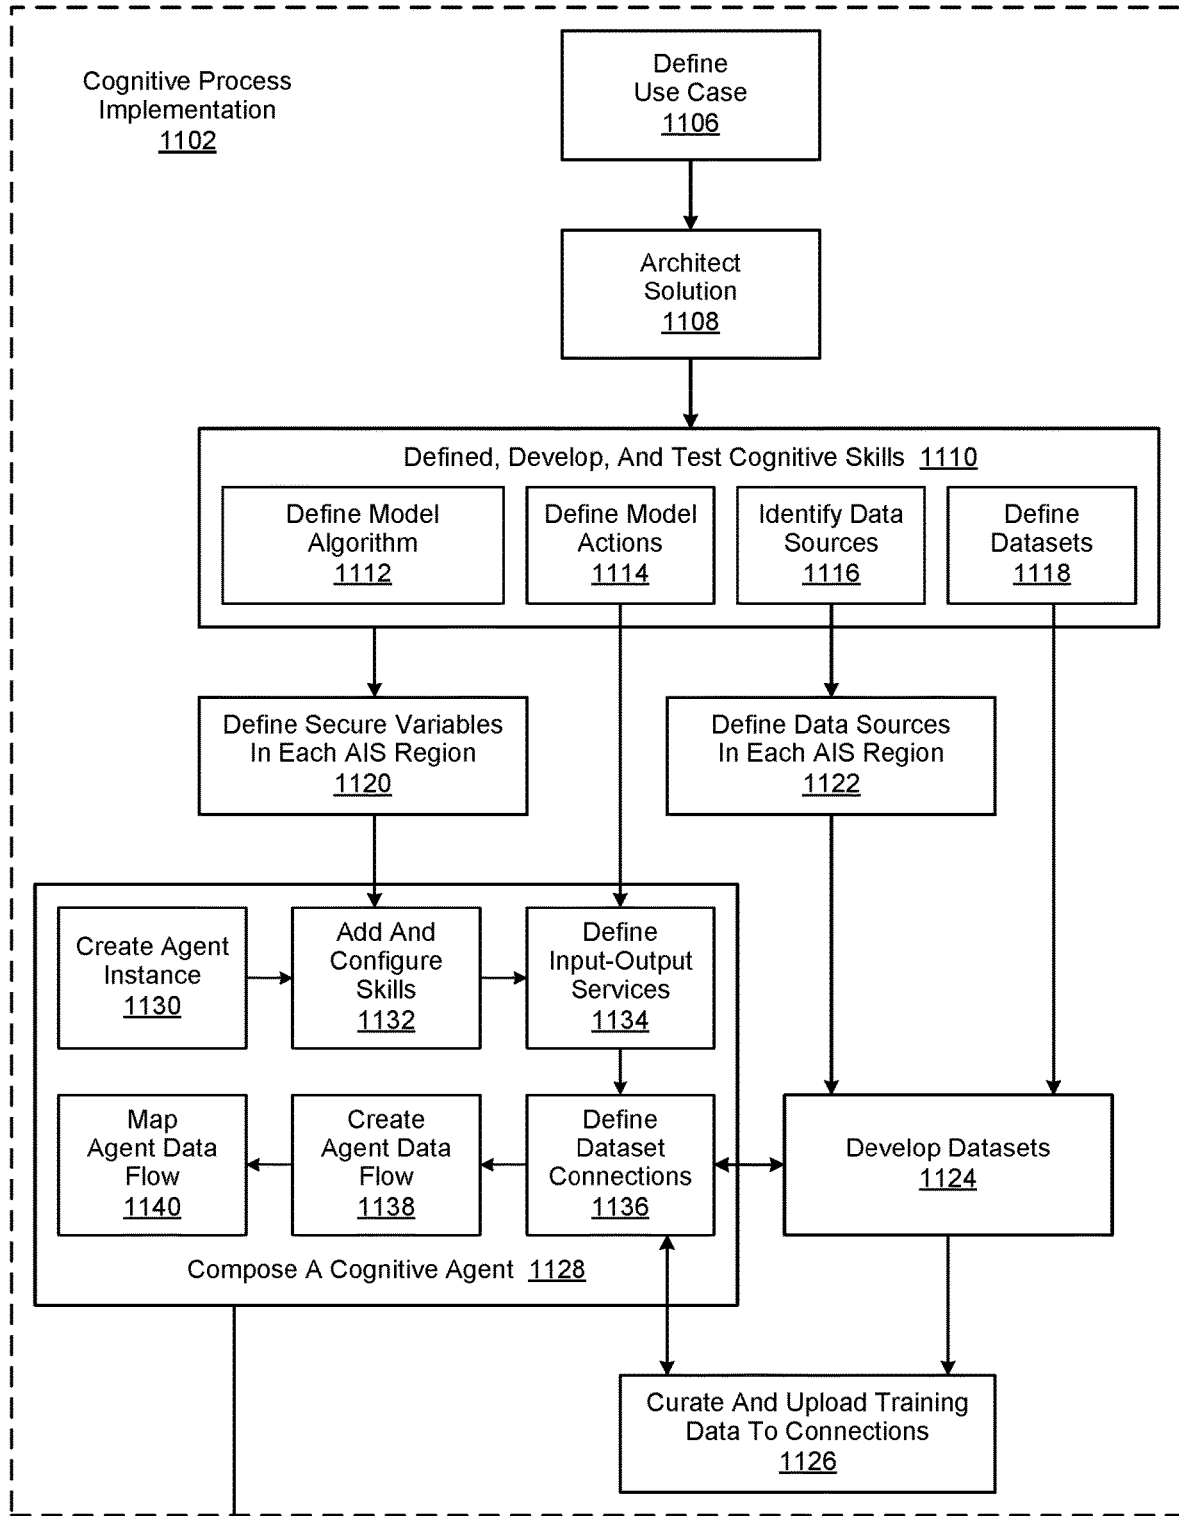 Cognitive Process
Implementation
1102
Define
Use Case
1106
Architect
Solution
1108
Defined, Develop, And Test Cognitive Skills 1110
Define Model
Algorithm
1112
Define Model
Actions
1114
Identify Data
Sources
1116
Define
Datasets
1118
Define Secure Variables
In Each AIS Region
1120
Define Data Sources
In Each AIS Region
1122
Create Agent
Instance
1130
Add And
Configure
Skills
1132
Define
Input-Output
Services
1134
Map
Agent Data
Flow
1140
Create
Agent Data
Flow
1138
Define
Dataset
Connections
1136
Develop Datasets
1124
Compose A Cognitive Agent 1128
Curate And Upload Training
Data To Connections
1126